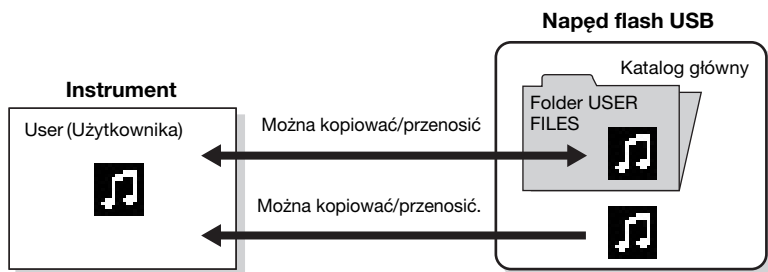 Napęd flash USB
Katalog główny
Instrument
Folder USER
FILES
User (Użytkownika)
Można kopiować/przenosić
Można kopiować/przenosić.